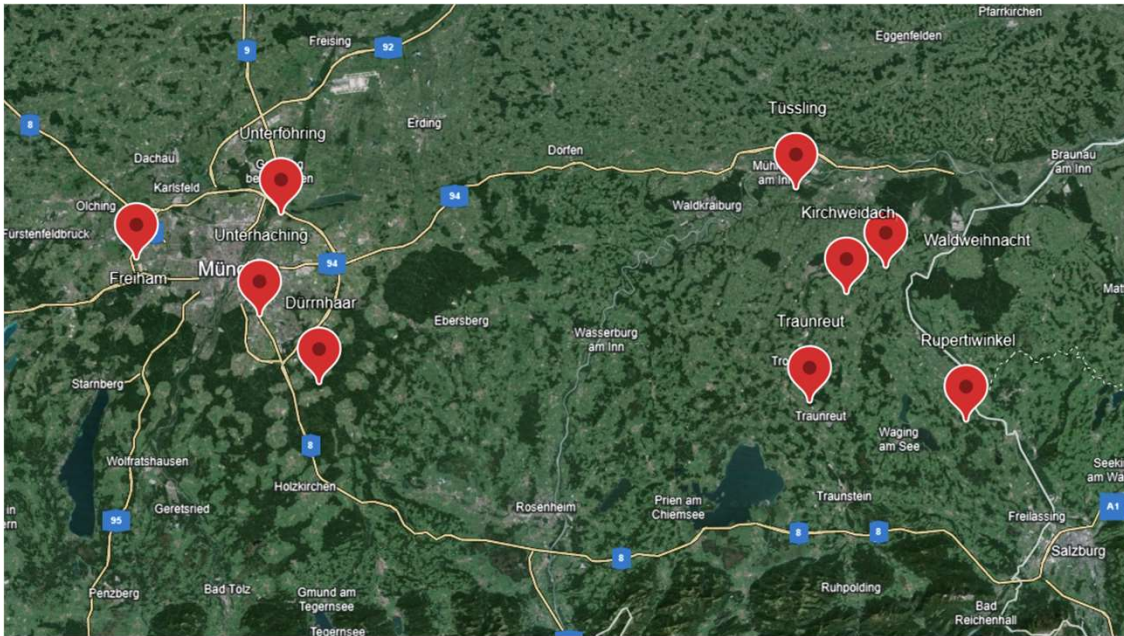 Pfarrkirchen
Eggenfelden
Freising
92
9
Tüssling
Erding
8
Unterföhring
Dorfen
Braunau
am Inn
Dachau
Karlsfeld
94
Olching
Waldkraiburg
Kirchweidach
Fürstenfeldbruck
Unterhaching
Waldweihnacht
94
Freiham
Dürrnhaar
Ebersberg
Traunreut
Wasserburg
am Inn
Rupertiwinkel
Starnberg
Traunreut
Waging
am See
8
Wolfratshausen
Holzkirchen
Geretsried
Rosenheim
Prien am
Chiemsee
Traunstein
Freilassing
A1
95
8
8
8
Salzburg
Penzberg
Bad Tölz
Gmund am
Tegernsee
Ruhpolding
Bad
Reichenhall
Tegernsee